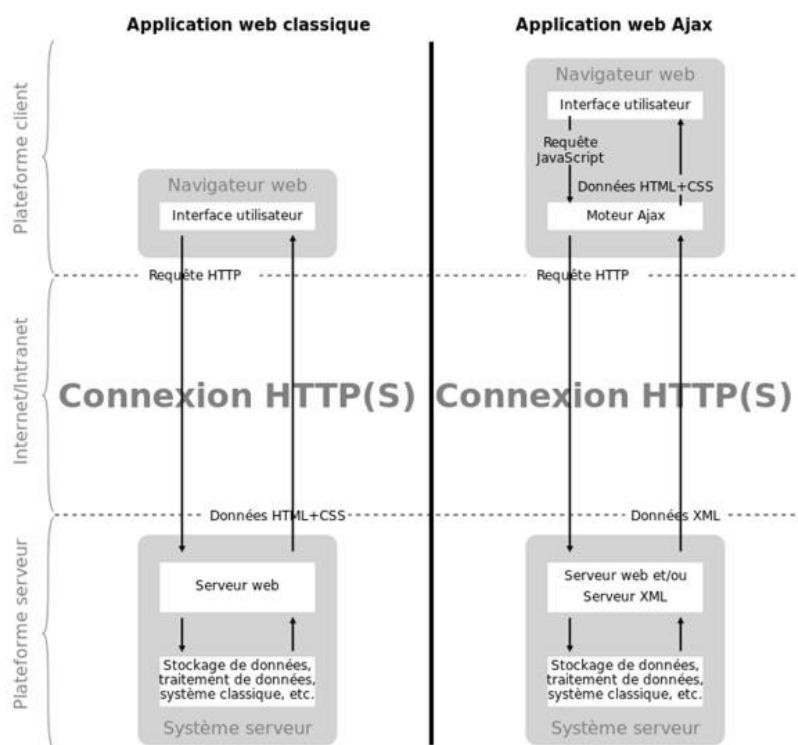 Application web classique
Application web Ajax
Plateforme client
Navigateur web
Interface utilisateur
Requête
JavaScript
Données HTML+CSS
Moteur Ajax
Navigateur web
Interface utilisateur
Requête HTTP
Requête HTTP
Internet/Intranet
Connexion HTTP(S)
Connexion HTTP(S)
Données HTML+CSS
Données XML
Plateforme serveur
Serveur web
Stockage de données,
traitement de données,
système classique, etc.
Système serveur
Serveur web et/ou
Serveur XML
Stockage de données,
traitement de données,
système classique, etc.
Système serveur